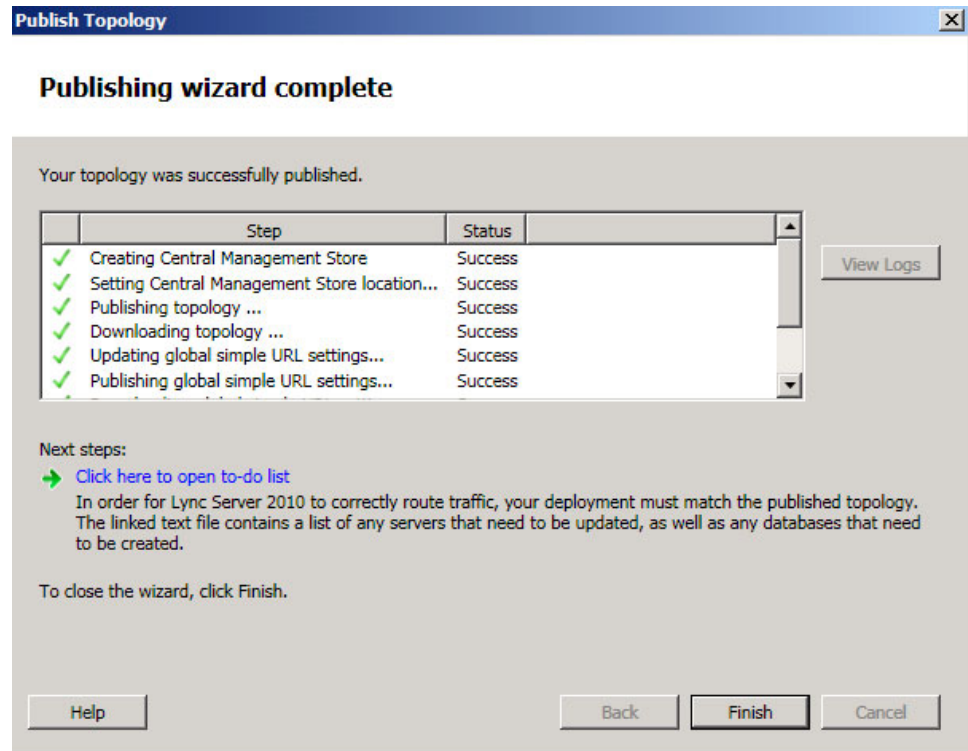 Publish Topology
Publishing wizard complete
Your topology was successfully published.
Step Status
Creating Central Management Store Success
Setting Central Management Store location... Success
Publishing topology ... Success
Downloading topology ... Success
Updating global simple URL settings... Success
Publishing global simple URL settings... Success
View Logs
Next steps:
Click here to open to-do list
In order for Lync Server 2010 to correctly route traffic, your deployment must match the published topology.
The linked text file contains a list of any servers that need to be updated, as well as any databases that need
to be created.
To close the wizard, click Finish.
Help Back Finish Cancel